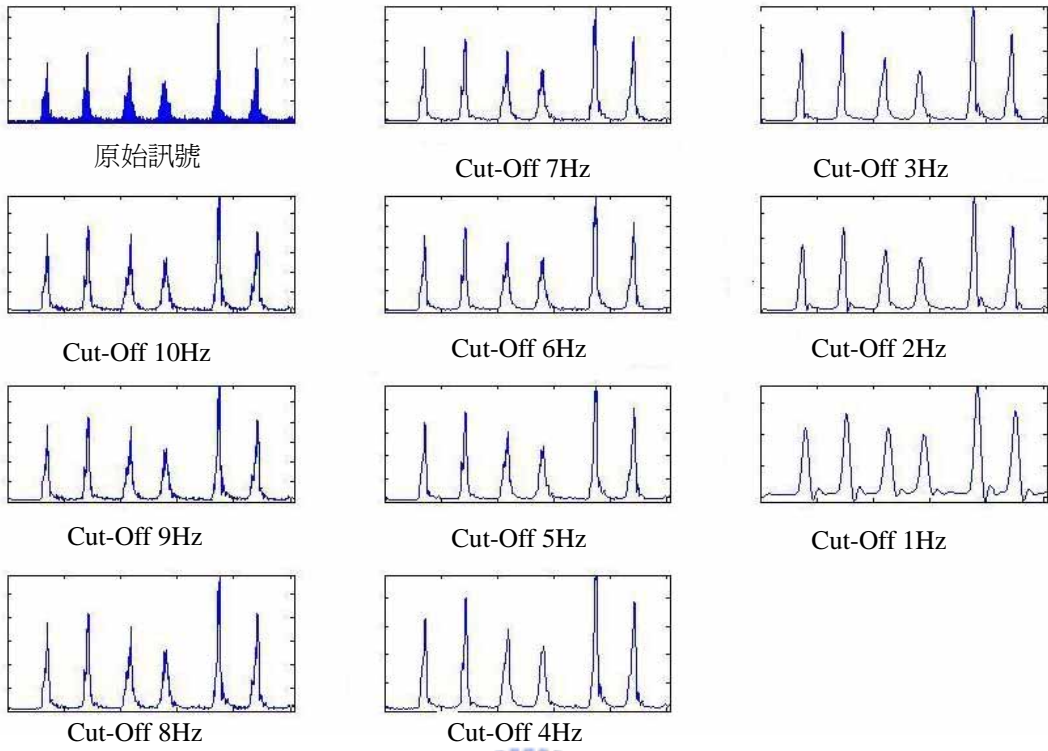 原始訊號
Cut-Off 7Hz
Cut-Off 3Hz
Cut-Off 10Hz
Cut-Off 6Hz
Cut-Off 2Hz
Cut-Off 9Hz
Cut-Off 5Hz
Cut-Off 1Hz
Cut-Off 8Hz
Cut-Off 4Hz